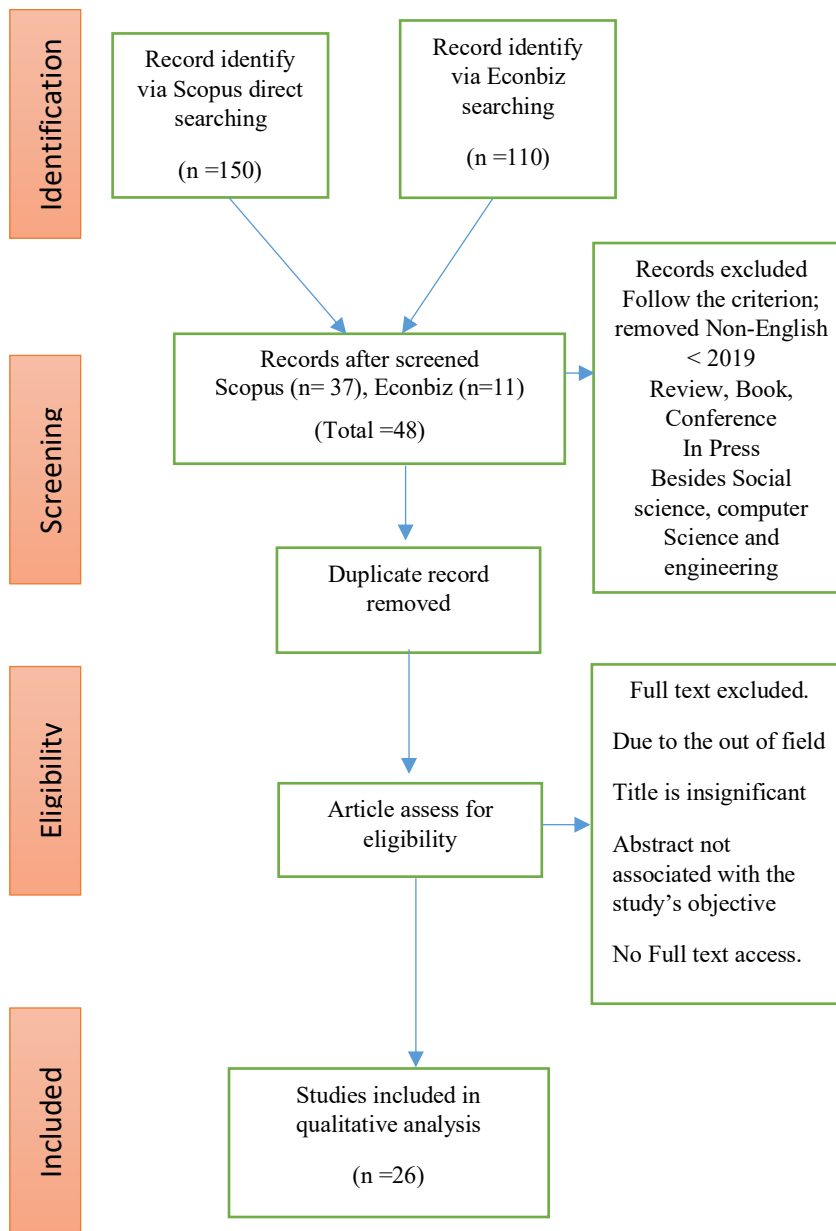 Identification
Record identify
via Scopus direct
searching
(n =150)
Record identify
via Econbiz
searching
(n =110)
Screening
Records after screened
Scopus (n= 37), Econbiz (n=11)
(Total =48)
Records excluded
Follow the criterion;
removed Non-English
< 2019
Review, Book,
Conference
In Press
Besides Social
science, computer
Science and
engineering
Duplicate record
removed
Eligibility
Article assess for
eligibility
Full text excluded.
Due to the out of field
Title is insignificant
Abstract not
associated with the
study’s objective
No Full text access.
Included
Studies included in
qualitative analysis
(n =26)